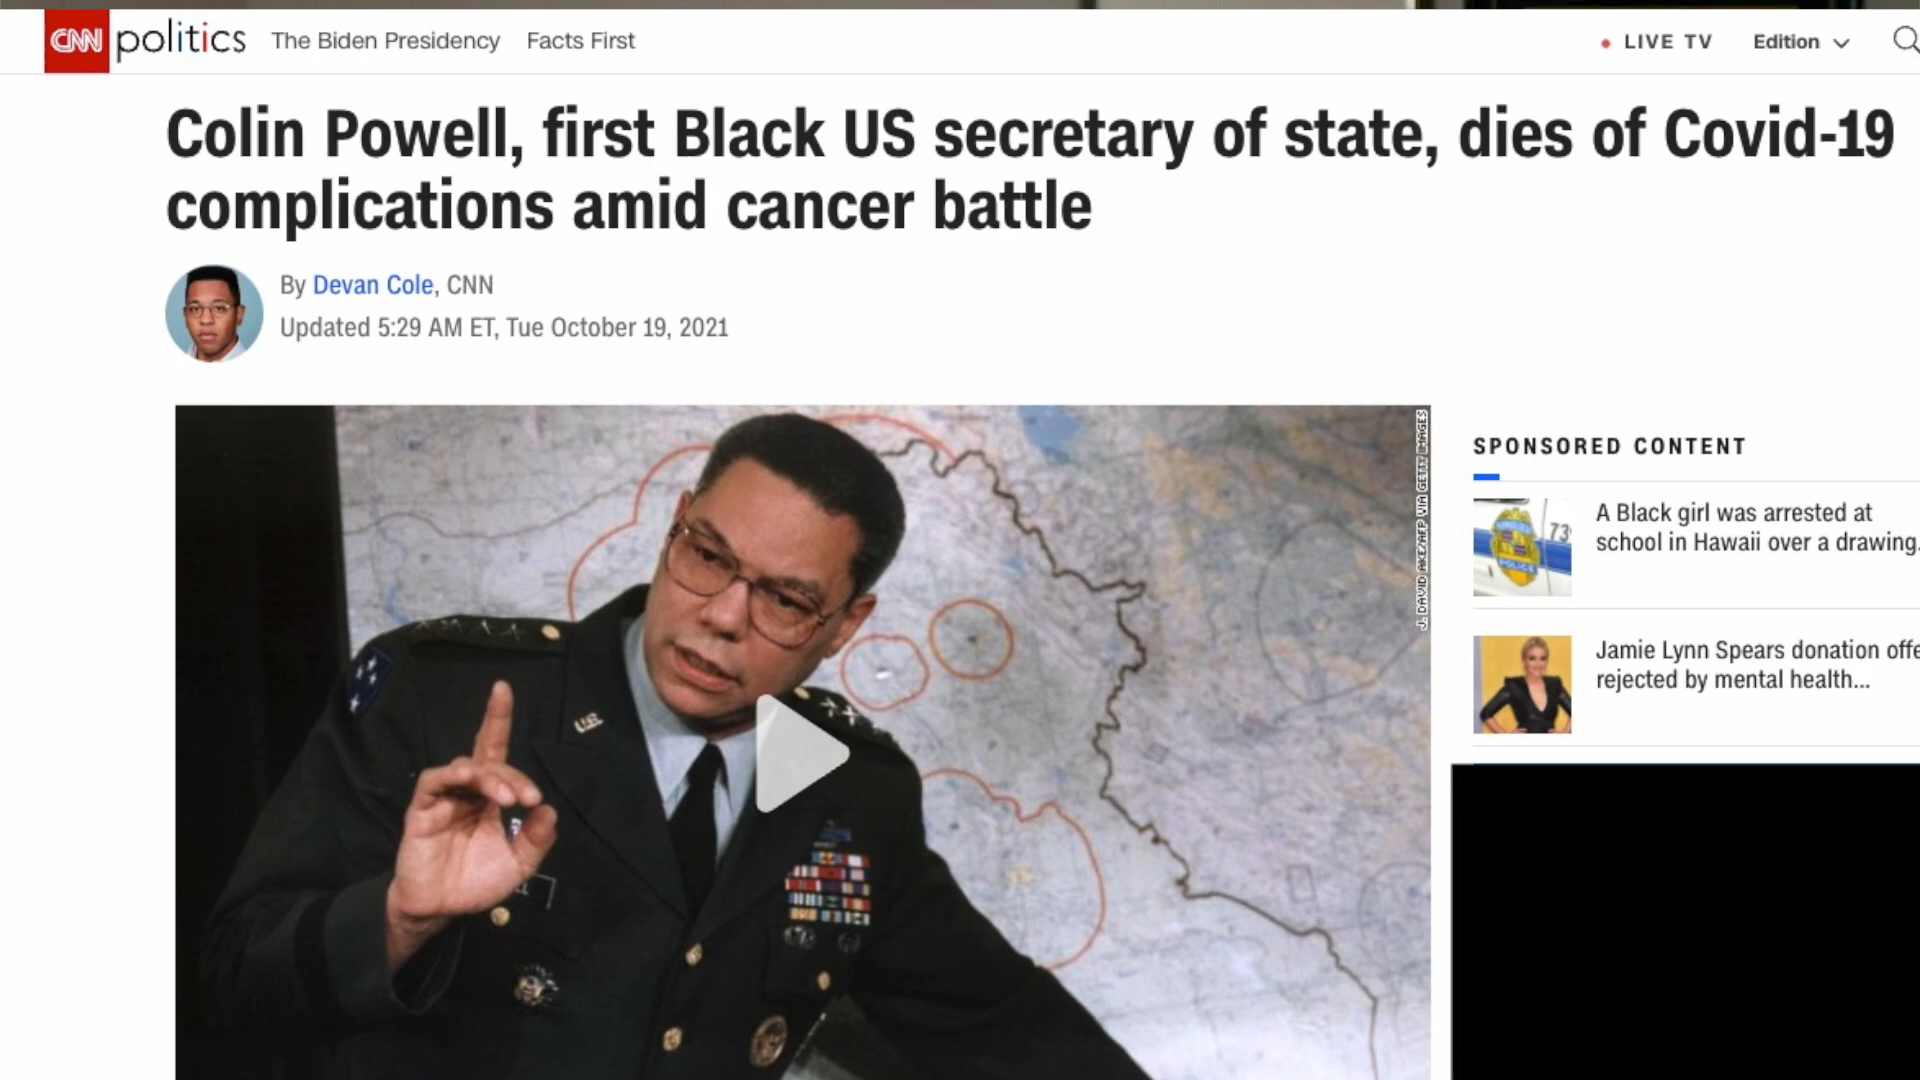 CNN politics The Biden Presidency Facts First LIVE TV Edition
Colin Powell, first Black US secretary of state, dies of Covid-19
complications amid cancer battle
By Devan Cole, CNN
Updated 5:29 AM ET, Tue October 19, 2021
J. DAVID AKE/AFP VIA GETTY IMAGES
US
SPONSORED CONTENT
A Black girl was arrested at
school in Hawaii over a drawing.
Jamie Lynn Spears donation offe
rejected by mental health...
POLICE